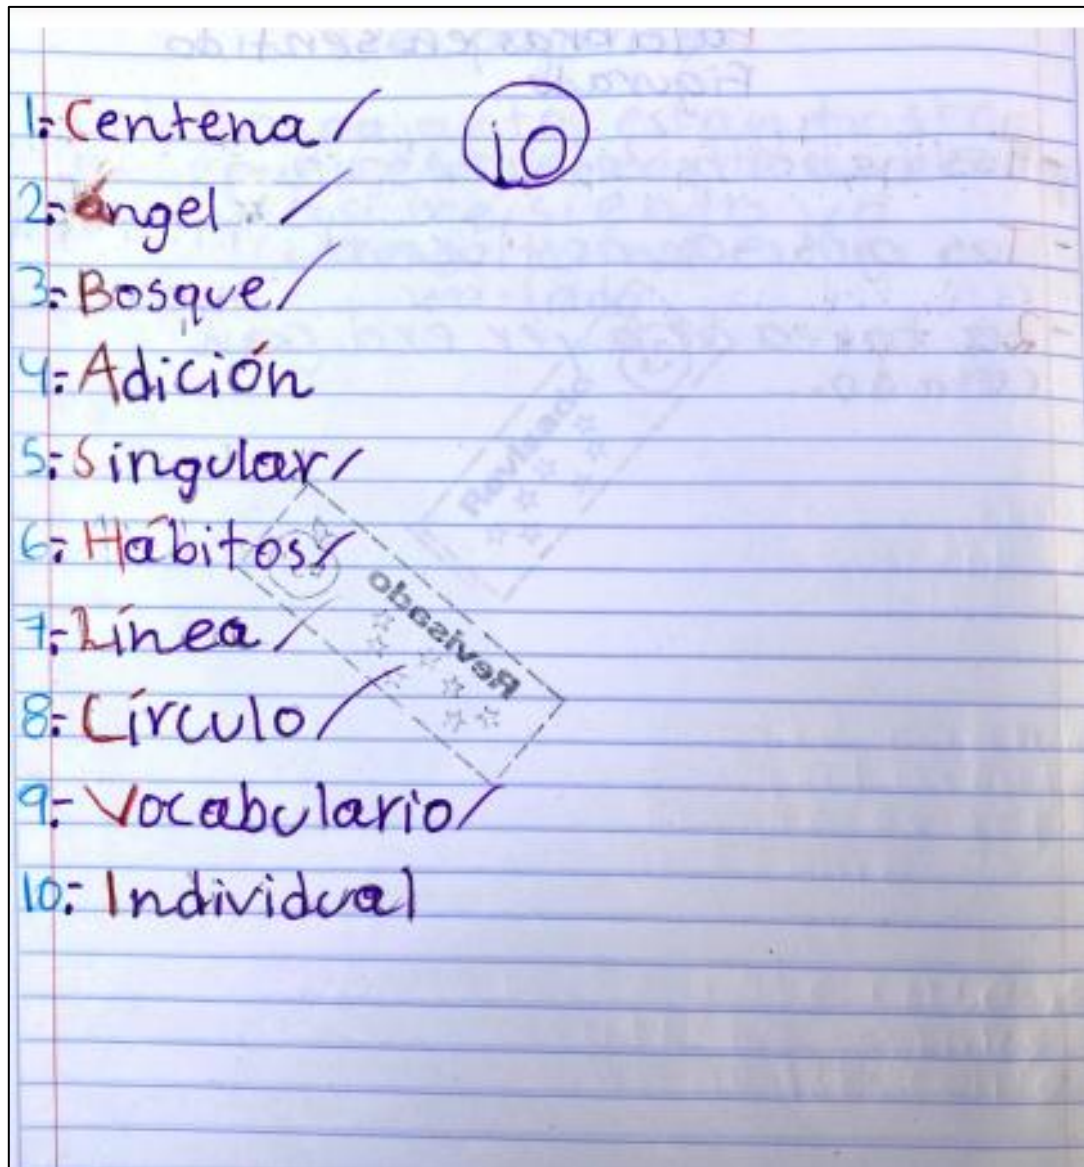 1:- Centena/
10
2:- ángel /
3:- Bosque/
4:- Adición
5:- Singular/
6:- Hábitos/
7:- Línea/
8:- Círculo/
9:- Vocabulario/
10:- Individual
Revisado
Revisado